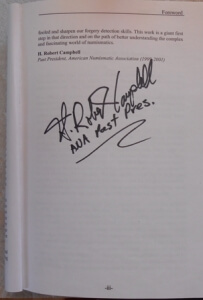 Foreword
fueled and sharpen our forgery detection skills. This work is a giant first
step in that direction and on the path of better understanding the complex
and fascinating world of numismatics.
H. Robert Campbell
Past President, American Numismatic Association (1999-2001)
H. Robert Campbell
ANA Past Pres.